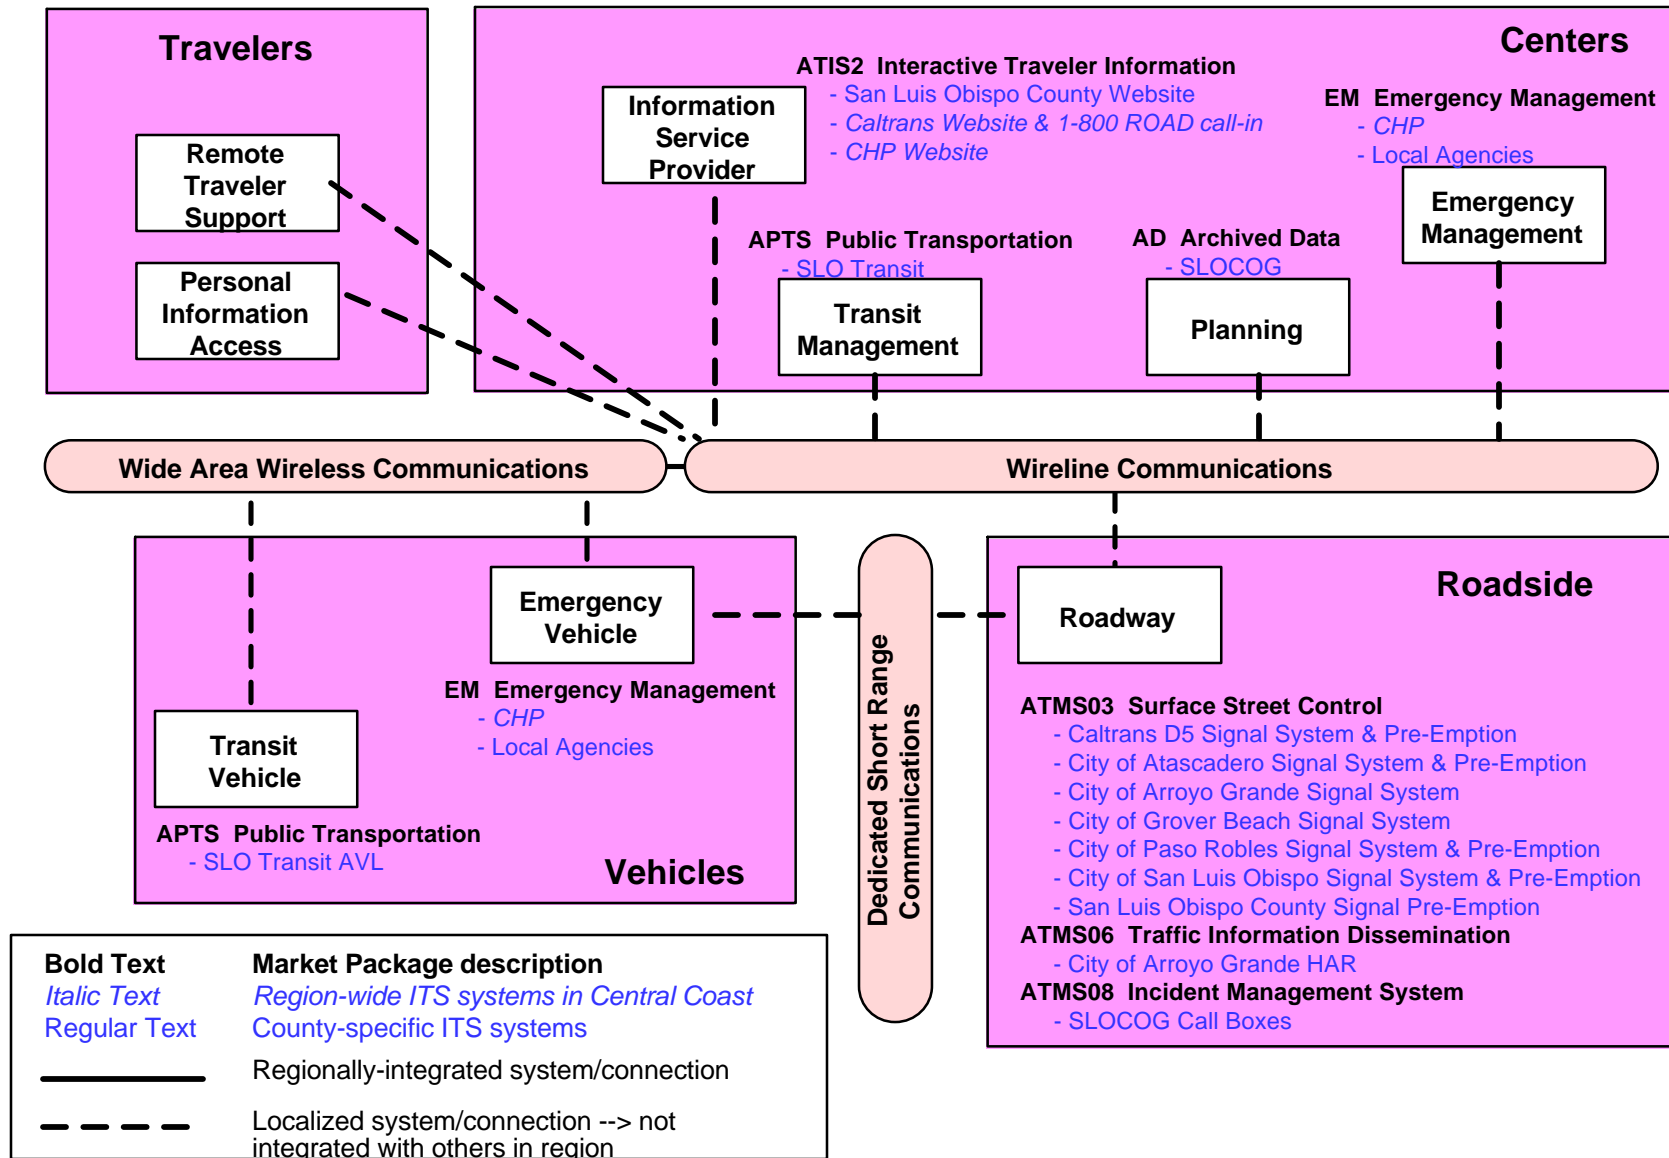 Travelers
Remote
Traveler
Support
Personal
Information
Access
Centers
ATIS2 Interactive Traveler Information
- San Luis Obispo County Website
- Caltrans Website & 1-800 ROAD call-in
- CHP Website
Information
Service
Provider
EM Emergency Management
- CHP
- Local Agencies
Emergency
Management
APTS Public Transportation
- SLO Transit
Transit
Management
AD Archived Data
- SLOCOG
Planning
Wide Area Wireless Communications
Wireline Communications
Emergency
Vehicle
EM Emergency Management
- CHP
- Local Agencies
Transit
Vehicle
APTS Public Transportation
- SLO Transit AVL
Vehicles
Dedicated Short Range
Communications
Roadside
Roadway
ATMS03 Surface Street Control
- Caltrans D5 Signal System & Pre-Emption
- City of Atascadero Signal System & Pre-Emption
- City of Arroyo Grande Signal System
- City of Grover Beach Signal System
- City of Paso Robles Signal System & Pre-Emption
- City of San Luis Obispo Signal System & Pre-Emption
- San Luis Obispo County Signal Pre-Emption
ATMS06 Traffic Information Dissemination
- City of Arroyo Grande HAR
ATMS08 Incident Management System
- SLOCOG Call Boxes
Bold Text Market Package description
Italic Text Region-wide ITS systems in Central Coast
Regular Text County-specific ITS systems
Regionally-integrated system/connection
Localized system/connection --> not
integrated with others in region